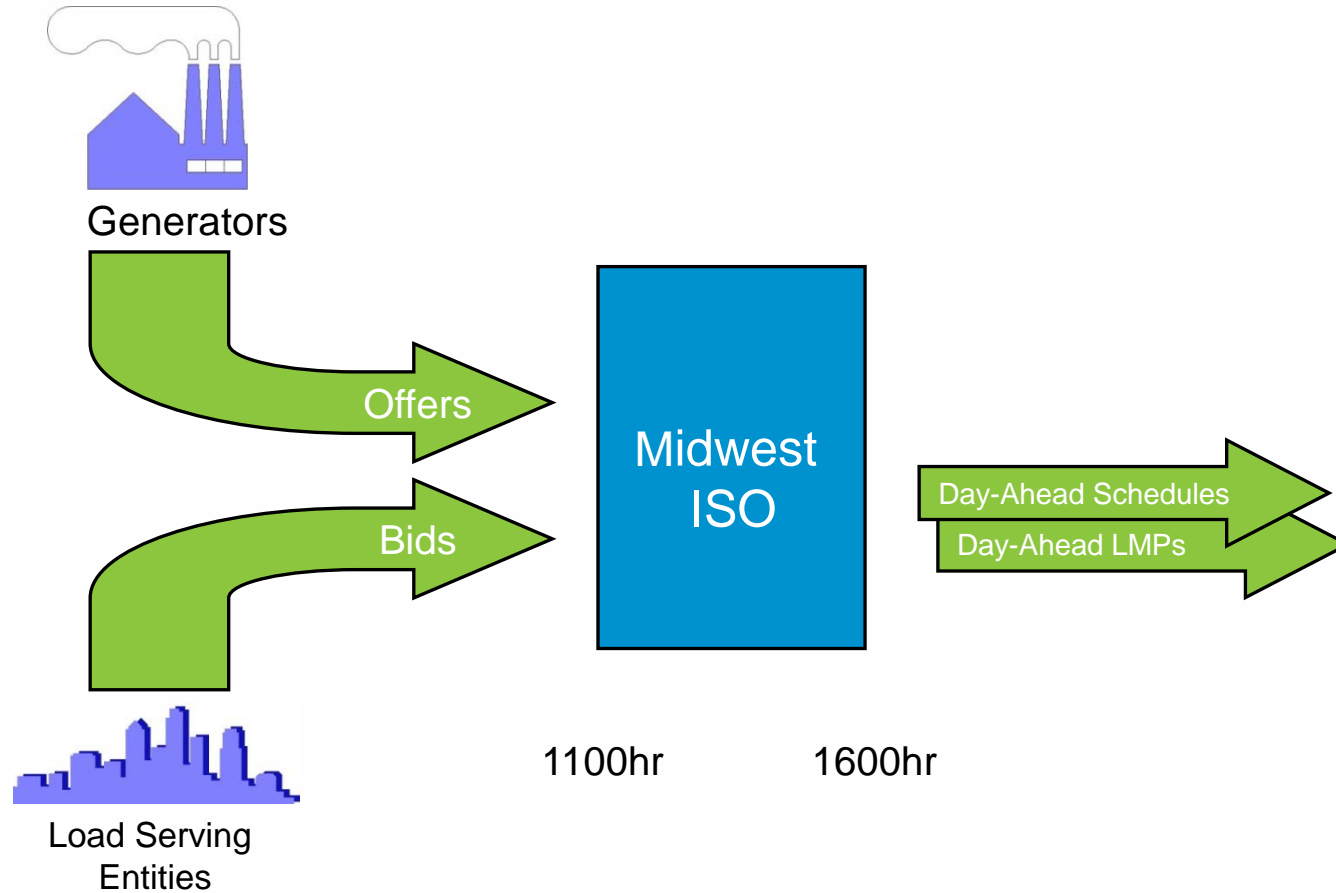 Generators
Offers
Midwest
ISO
Day-Ahead Schedules
Day-Ahead LMPs
Bids
1100hr
1600hr
Load Serving
Entities